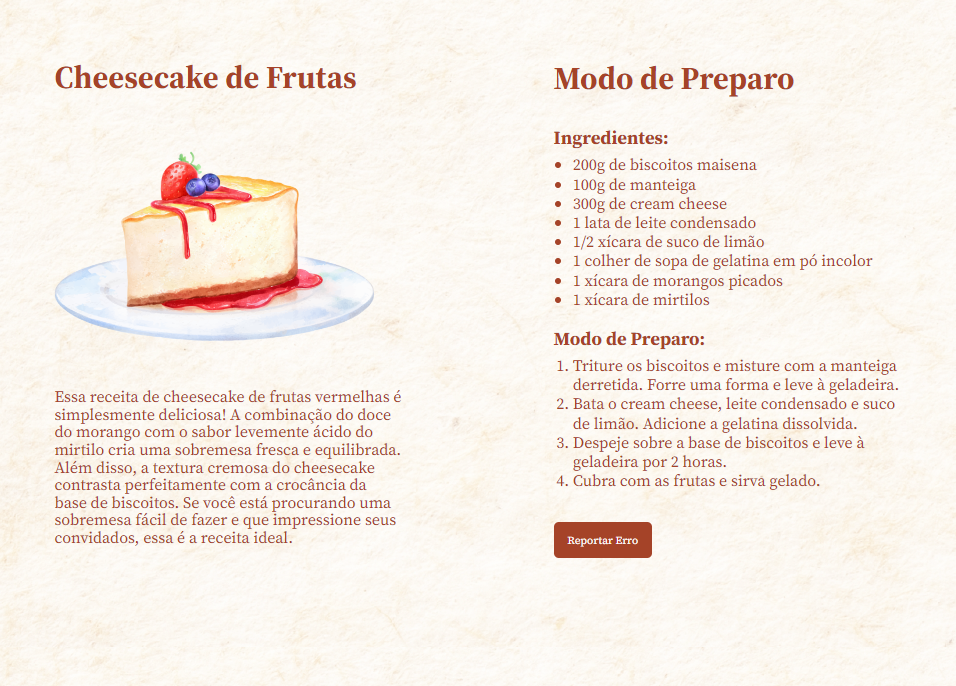 Cheesecake de Frutas
Essa receita de cheesecake de frutas vermelhas é
simplesmente deliciosa! A combinação do doce
do morango com o sabor levemente ácido do
mirtilo cria uma sobremesa fresca e equilibrada.
Além disso, a textura cremosa do cheesecake
contrasta perfeitamente com a crocância da
base de biscoitos. Se você está procurando uma
sobremesa fácil de fazer e que impressione seus
convidados, essa é a receita ideal.
Modo de Preparo
Ingredientes:
• 200g de biscoitos maisena
• 100g de manteiga
• 300g de cream cheese
• 1 lata de leite condensado
• 1/2 xícara de suco de limão
• 1 colher de sopa de gelatina em pó incolor
• 1 xícara de morangos picados
• 1 xícara de mirtilos
Modo de Preparo:
1. Triture os biscoitos e misture com a manteiga
derretida. Forre uma forma e leve à geladeira.
2. Bata o cream cheese, leite condensado e suco
de limão. Adicione a gelatina dissolvida.
3. Despeje sobre a base de biscoitos e leve à
geladeira por 2 horas.
4. Cubra com as frutas e sirva gelado.
Reportar Erro